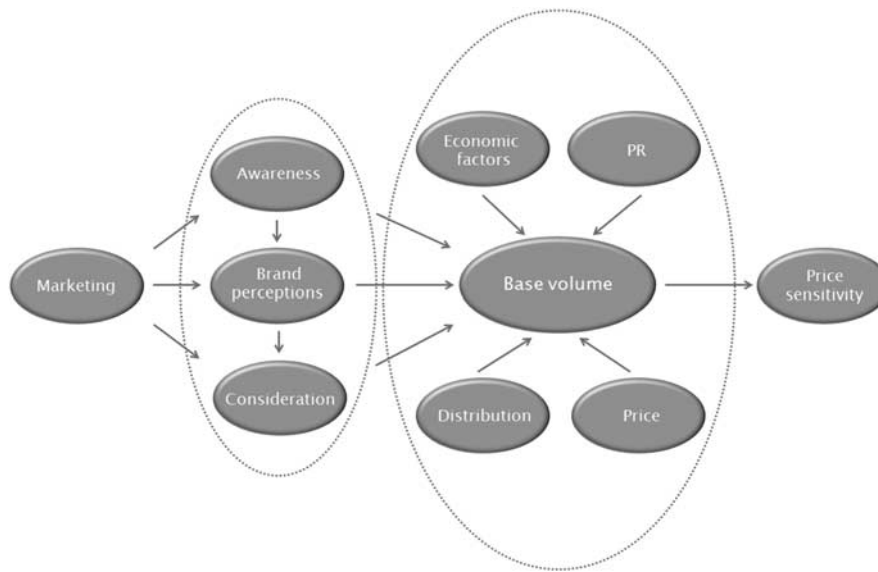 Economic
factors
PR
Awareness
Marketing
Brand
perceptions
Base volume
Price
sensitivity
Consideration
Distribution
Price